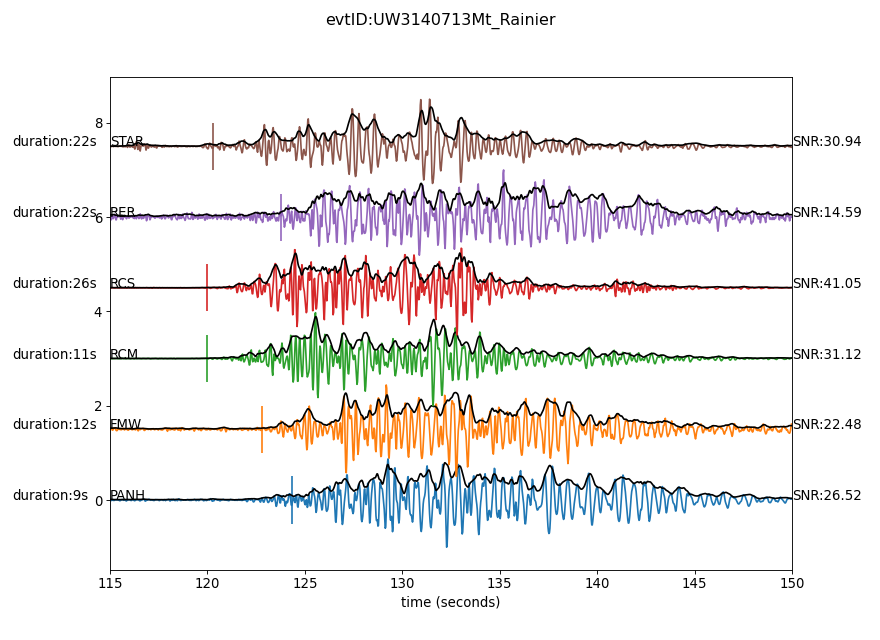 evtID:UW3140713Mt_Rainier
8
duration:22s STAR SNR:30.94
duration:22s RER SNR:14.59
6
duration:26s RCS SNR:41.05
4
duration:11s RCM SNR:31.12
2
duration:12s FMW SNR:22.48
duration:9s PANH SNR:26.52
0
115 120 125 130 135 140 145 150
time (seconds)